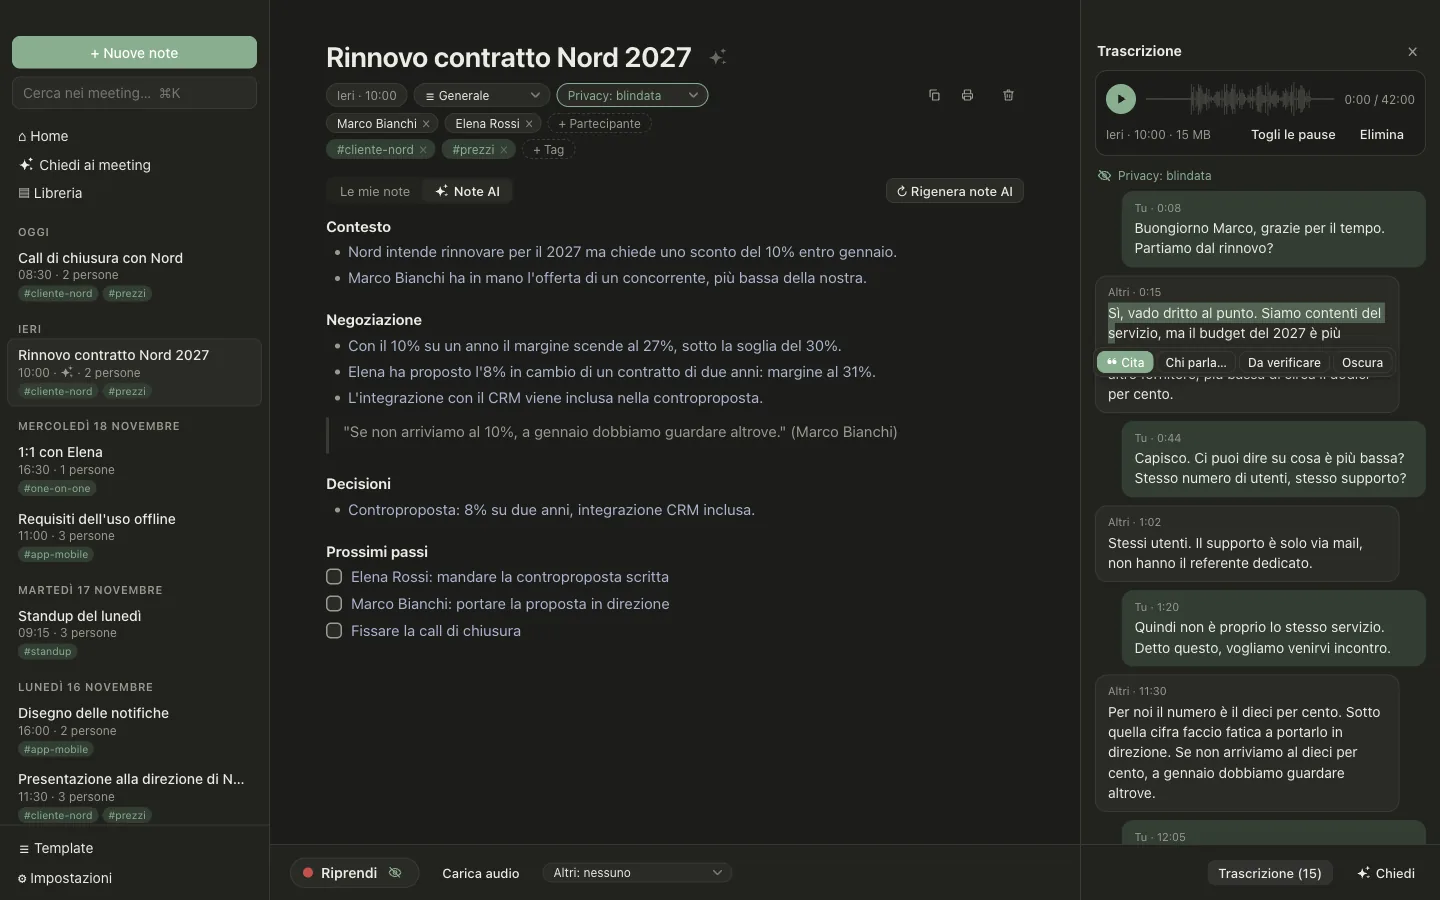 + Nuove note
Cerca nei meeting... ⌘K
Home
Chiedi ai meeting
Libreria
OGGI
Call di chiusura con Nord
08:30 · 2 persone
#cliente-nord #prezzi
IERI
Rinnovo contratto Nord 2027
10:00 · · 2 persone
#cliente-nord #prezzi
MERCOLEDÌ 18 NOVEMBRE
1:1 con Elena
16:30 · 1 persone
#one-on-one
Requisiti dell'uso offline
11:00 · 3 persone
#app-mobile
MARTEDÌ 17 NOVEMBRE
Standup del lunedì
09:15 · 3 persone
#standup
LUNEDÌ 16 NOVEMBRE
Disegno delle notifiche
16:00 · 2 persone
#app-mobile
Presentazione alla direzione di N...
11:30 · 3 persone
#cliente-nord #prezzi
Template
Impostazioni
Rinnovo contratto Nord 2027
Ieri · 10:00 Generale Privacy: blindata
Marco Bianchi × Elena Rossi × + Partecipante
#cliente-nord × #prezzi × + Tag
Le mie note Note AI
Rigenera note AI
Contesto
• Nord intende rinnovare per il 2027 ma chiede uno sconto del 10% entro gennaio.
• Marco Bianchi ha in mano l'offerta di un concorrente, più bassa della nostra.
Negoziazione
• Con il 10% su un anno il margine scende al 27%, sotto la soglia del 30%.
• Elena ha proposto l'8% in cambio di un contratto di due anni: margine al 31%.
• L'integrazione con il CRM viene inclusa nella controproposta.
"Se non arriviamo al 10%, a gennaio dobbiamo guardare altrove." (Marco Bianchi)
Decisioni
• Controproposta: 8% su due anni, integrazione CRM inclusa.
Prossimi passi
Elena Rossi: mandare la controproposta scritta
Marco Bianchi: portare la proposta in direzione
Fissare la call di chiusura
Riprendi
Carica audio
Altri: nessuno
Trascrizione ×
0:00 / 42:00
Ieri · 10:00 · 15 MB Togli le pause Elimina
Privacy: blindata
Tu · 0:08
Buongiorno Marco, grazie per il tempo.
Partiamo dal rinnovo?
Altri · 0:15
Sì, vado dritto al punto. Siamo contenti del
servizio, ma il budget del 2027 è più
Cita Chi parla... Da verificare Oscura
per cento.
Tu · 0:44
Capisco. Ci puoi dire su cosa è più bassa?
Stesso numero di utenti, stesso supporto?
Altri · 1:02
Stessi utenti. Il supporto è solo via mail,
non hanno il referente dedicato.
Tu · 1:20
Quindi non è proprio lo stesso servizio.
Detto questo, vogliamo venirvi incontro.
Altri · 11:30
Per noi il numero è il dieci per cento. Sotto
quella cifra faccio fatica a portarlo in
direzione. Se non arriviamo al dieci per
cento, a gennaio dobbiamo guardare
altrove.
Tu · 12:05
Trascrizione (15) Chiedi